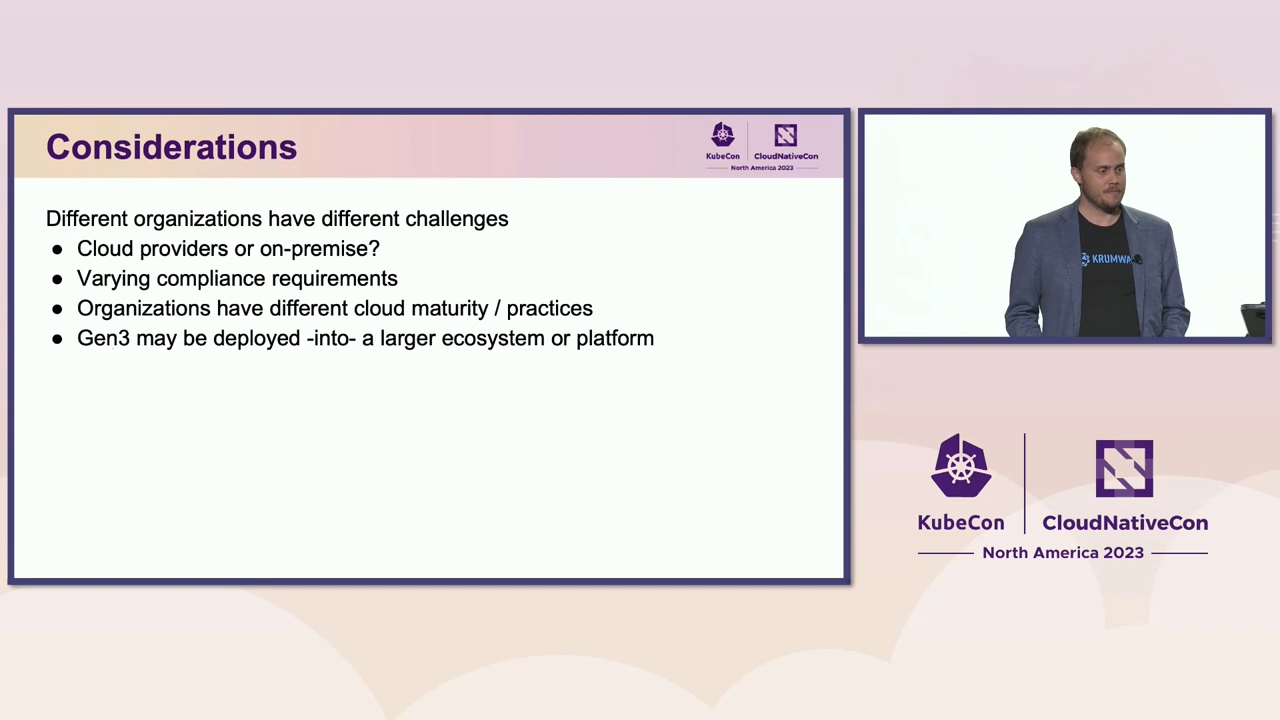 Considerations
KubeCon
CloudNativeCon
North America 2023
Different organizations have different challenges
● Cloud providers or on-premise?
● Varying compliance requirements
● Organizations have different cloud maturity / practices
● Gen3 may be deployed -into- a larger ecosystem or platform
KubeCon
CloudNativeCon
North America 2023